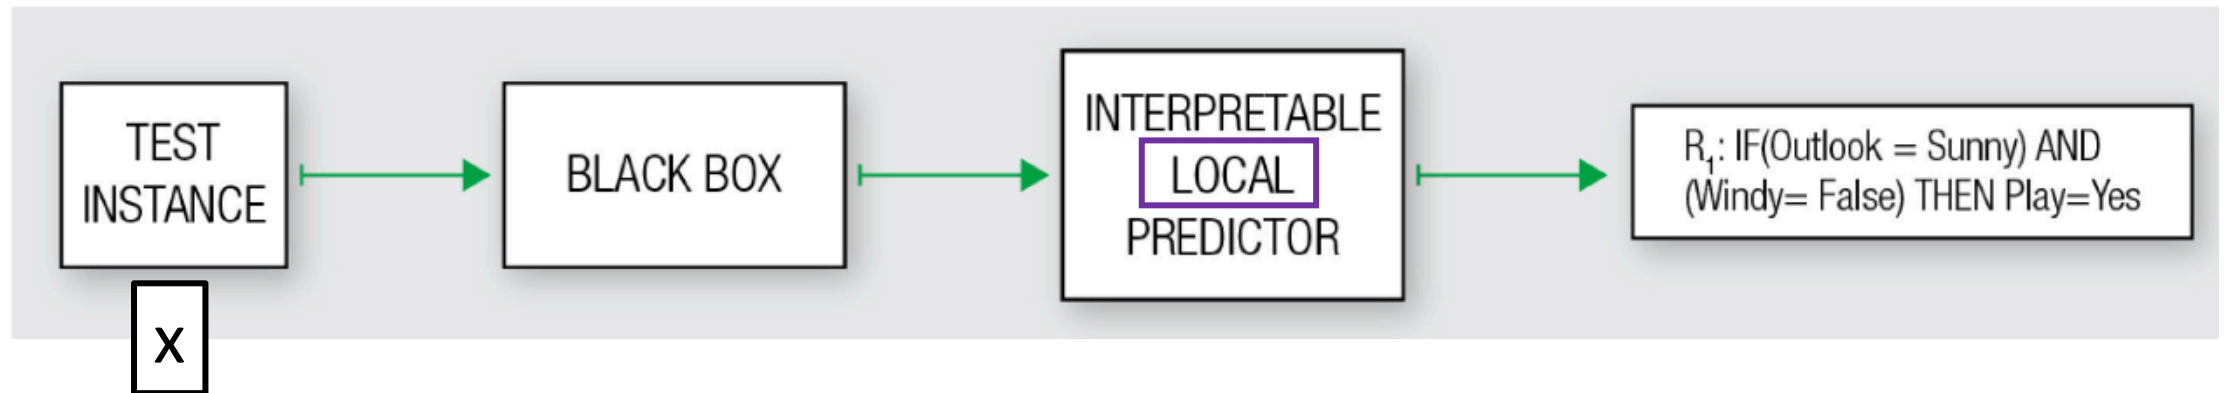 TEST
INSTANCE
X
BLACK BOX
INTERPRETABLE
LOCAL
PREDICTOR
R₁: IF(Outlook = Sunny) AND
(Windy= False) THEN Play=Yes